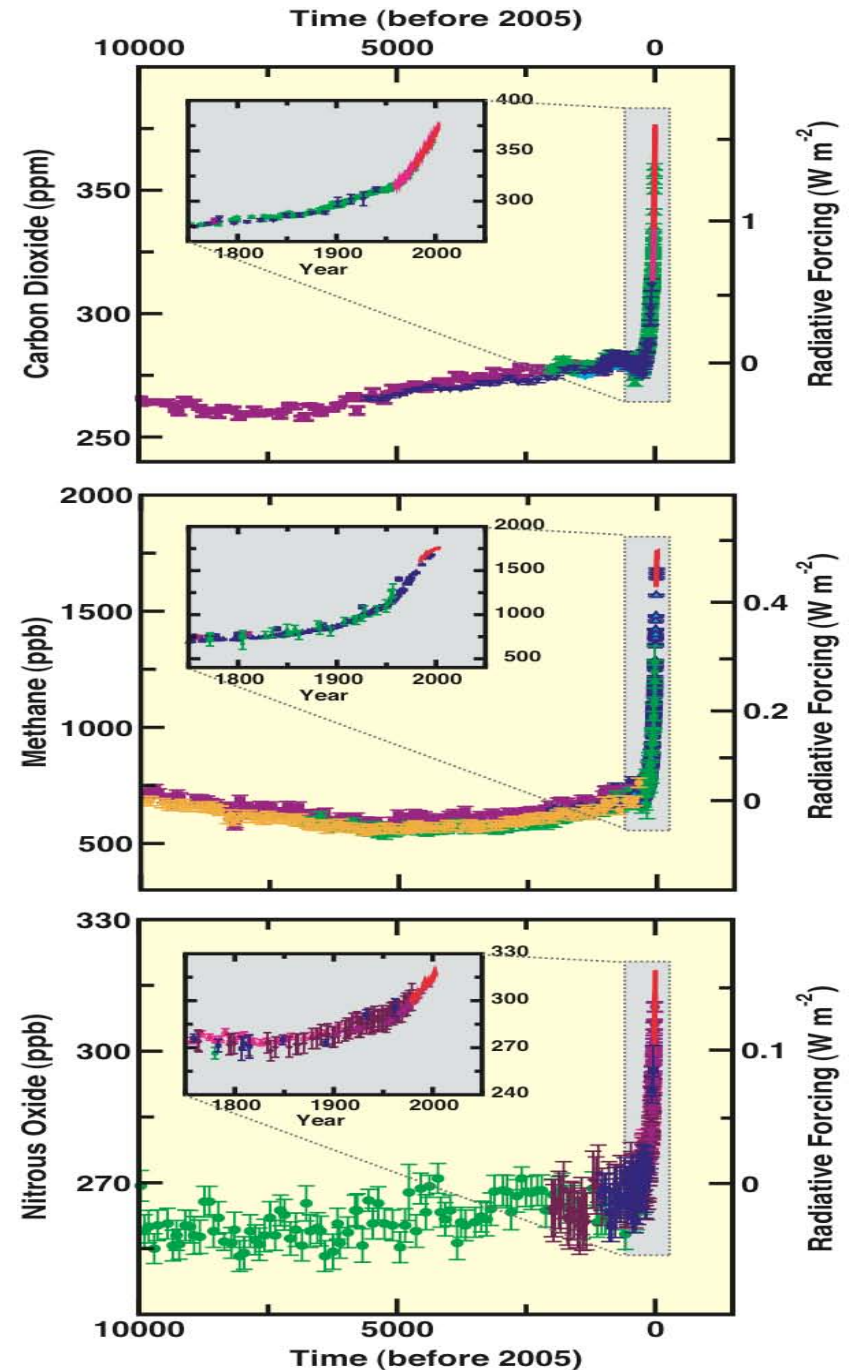 Time (before 2005)
10000 5000 0
Carbon Dioxide (ppm)
350
300
250
400
350
300
1800 1900 2000
Year
1
0
Radiative Forcing (W m-2)
Methane (ppb)
2000
1500
1000
500
2000
1500
1000
500
1800 1900 2000
Year
0.4
0.2
0
Radiative Forcing (W m-2)
Nitrous Oxide (ppb)
330
300
270
330
300
270
240
1800 1900 2000
Year
0.1
0
Radiative Forcing (W m-2)
10000 5000 0
Time (before 2005)